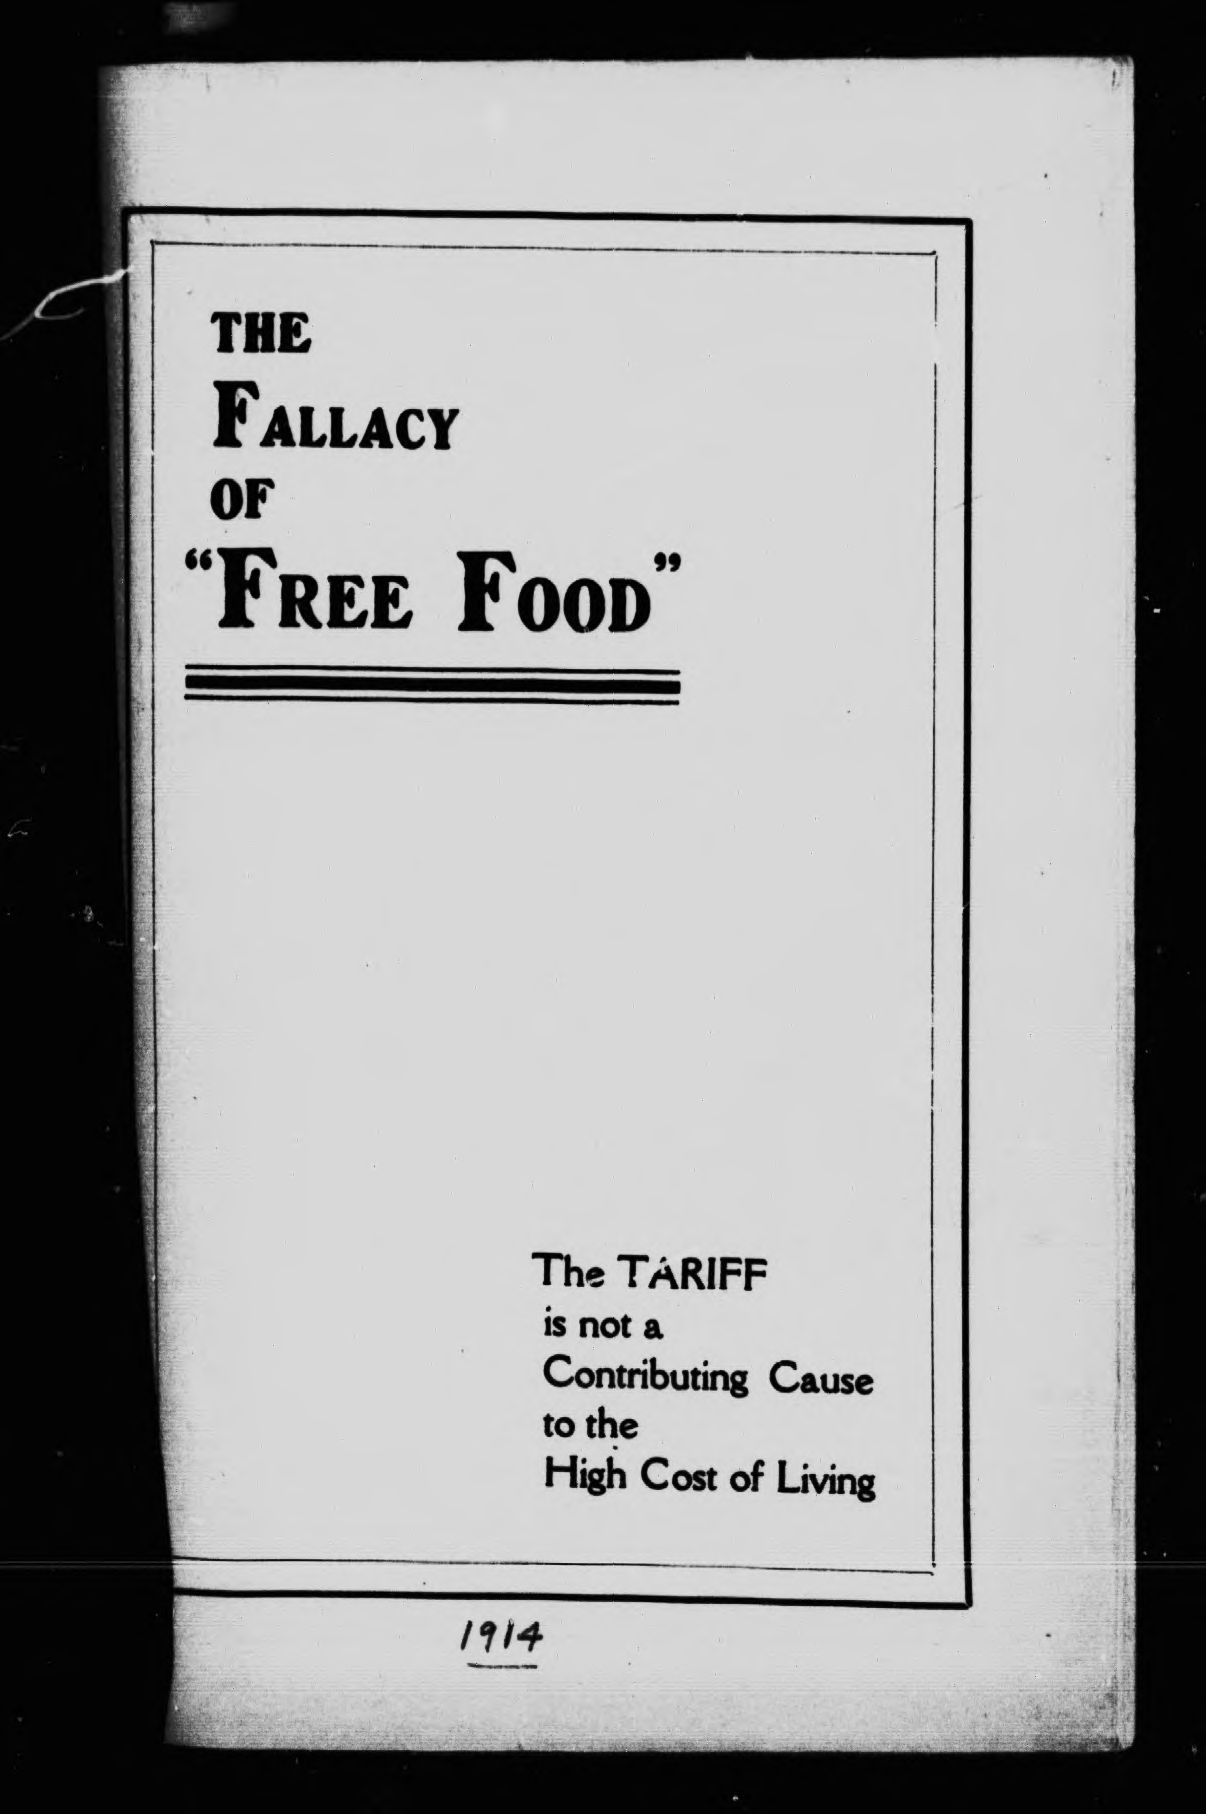 THE
FALLACY
OF
"FREE FOOD"
The TARIFF
is not a
Contributing Cause
to the
High Cost of Living
1914